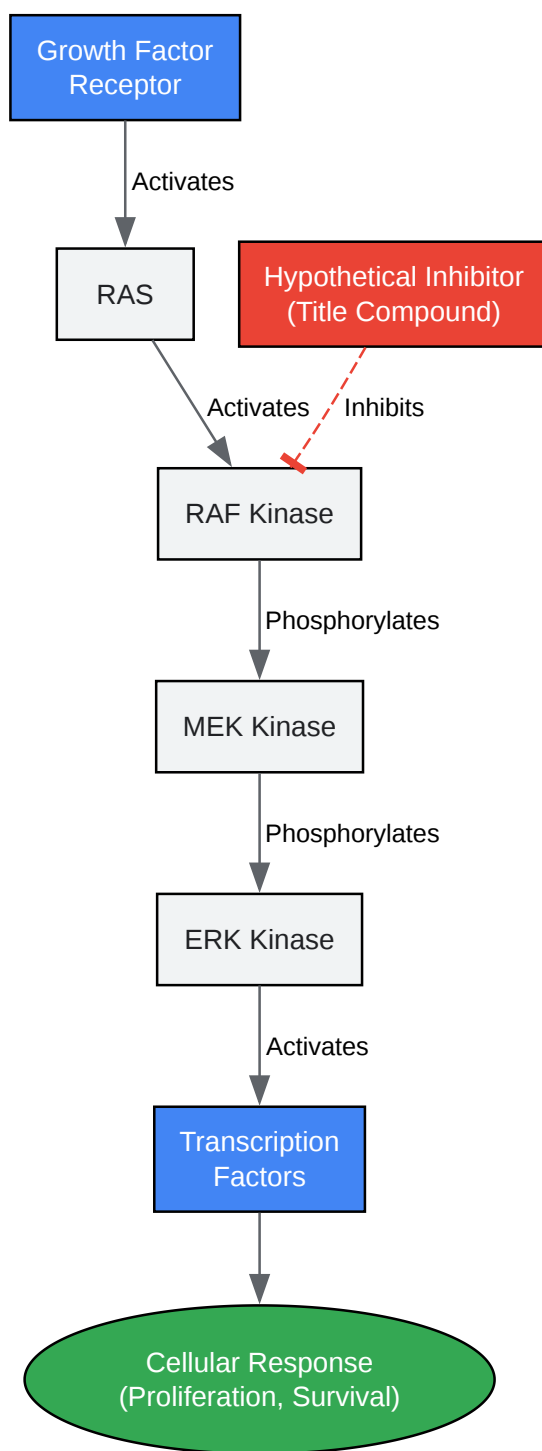 Growth Factor
Receptor
Activates
RAS
Hypothetical Inhibitor
(Title Compound)
Activates
Inhibits
RAF Kinase
Phosphorylates
MEK Kinase
Phosphorylates
ERK Kinase
Activates
Transcription
Factors
Cellular Response
(Proliferation, Survival)